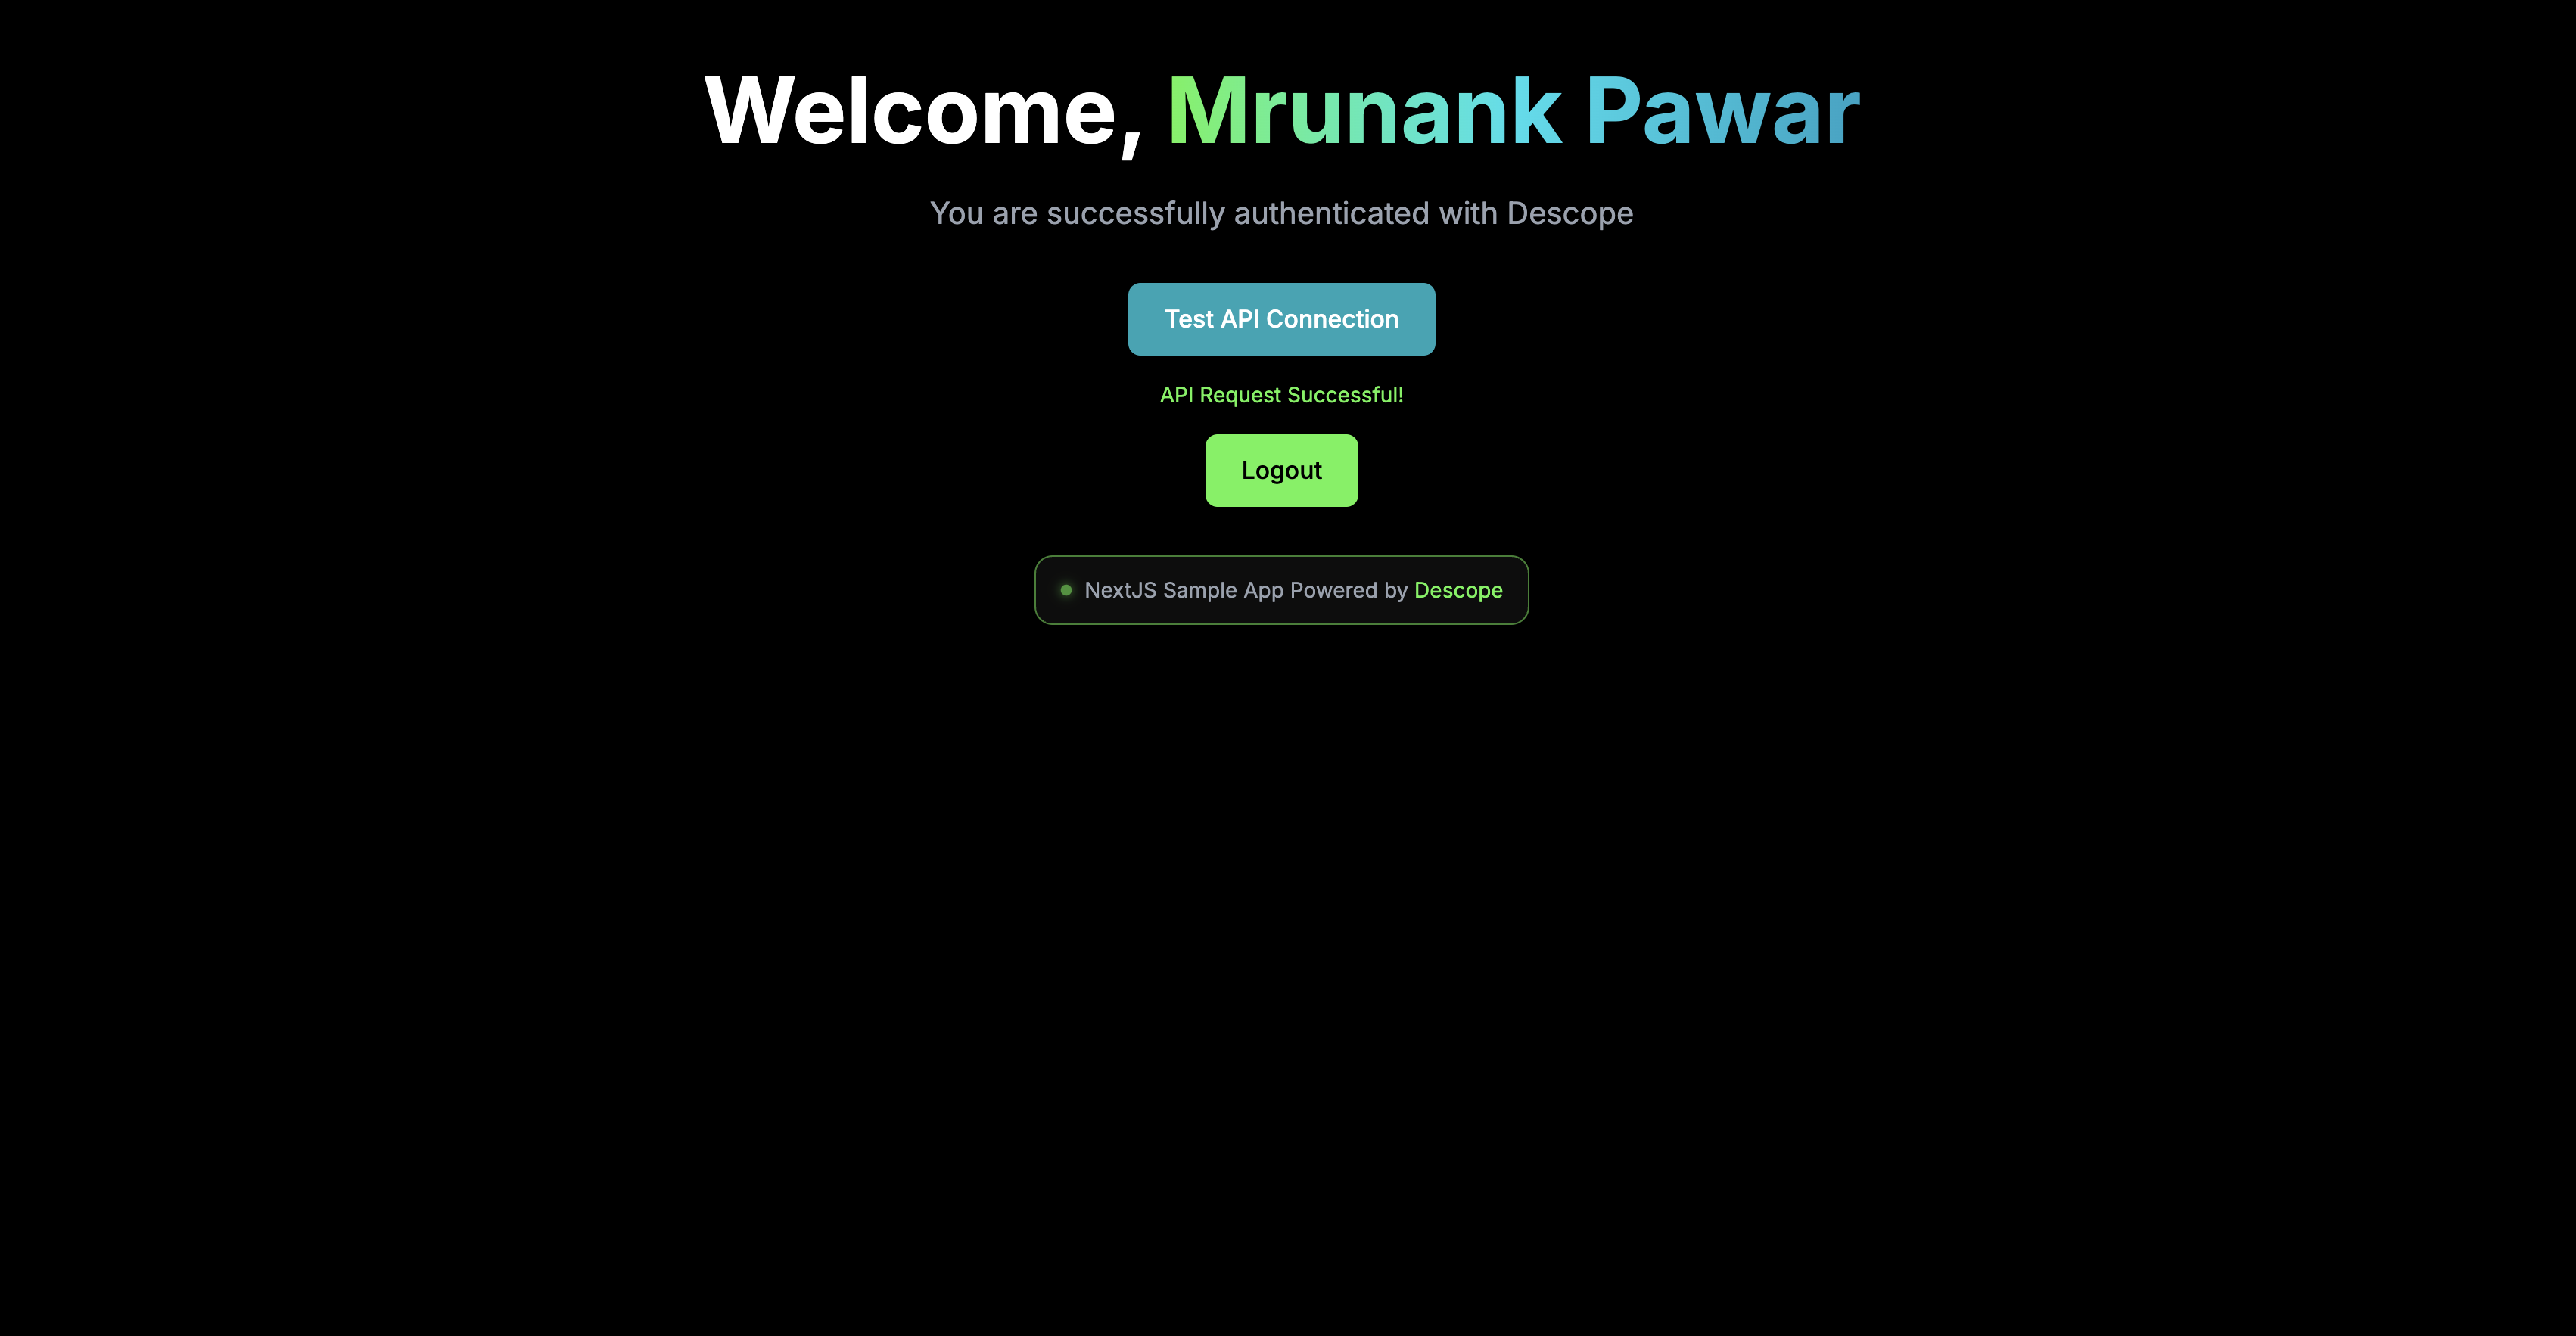 Welcome, Mrunank Pawar
You are successfully authenticated with Descope
Test API Connection
API Request Successful!
Logout
NextJS Sample App Powered by Descope